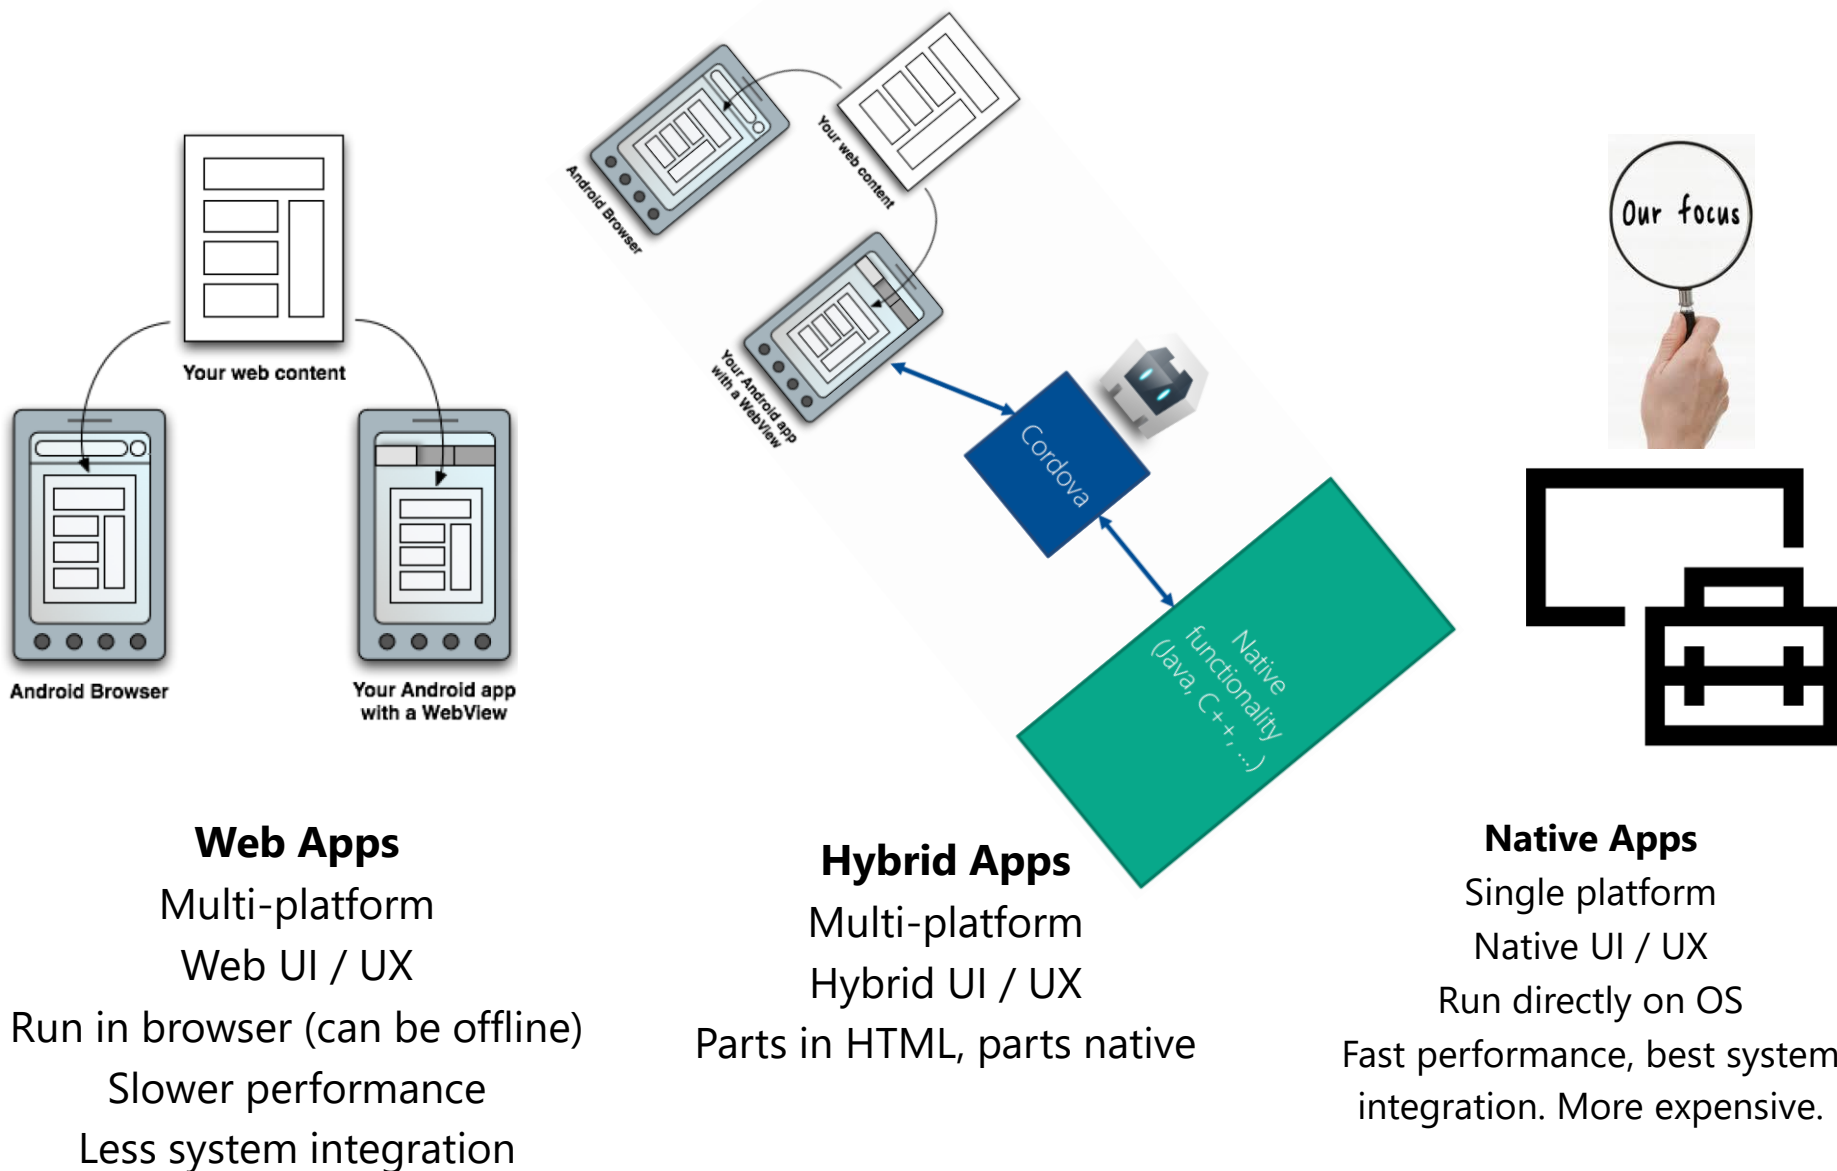 Your web content
Android Browser
Your Android app
with a WebView
Web Apps
Multi-platform
Web UI / UX
Run in browser (can be offline)
Slower performance
Less system integration
Your web content
Android Browser
Your Android app
with a WebView
Cordova
Native
functionality
(Java, C++, ...)
Hybrid Apps
Multi-platform
Hybrid UI / UX
Parts in HTML, parts native
Our focus
Native Apps
Single platform
Native UI / UX
Run directly on OS
Fast performance, best system
integration. More expensive.